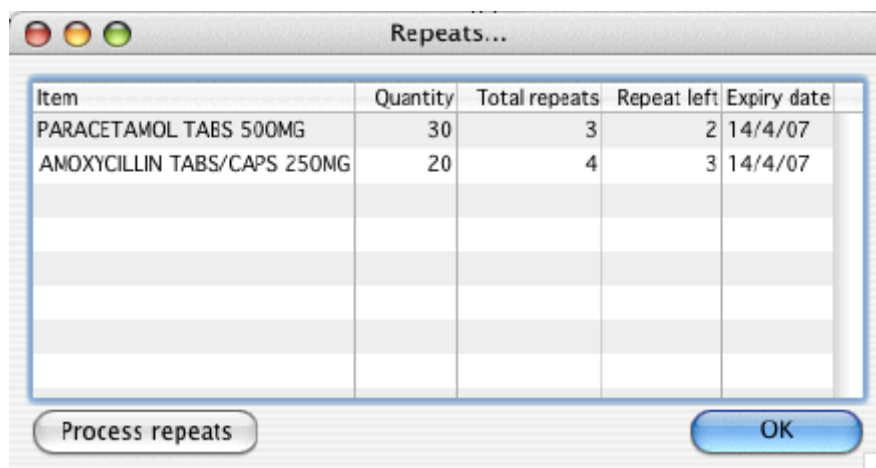 Repeats...
Item Quantity Total repeats Repeat left Expiry date
PARACETAMOL TABS 500MG 30 3 2 14/4/07
AMOXYCILLIN TABS/CAPS 250MG 20 4 3 14/4/07
Process repeats OK